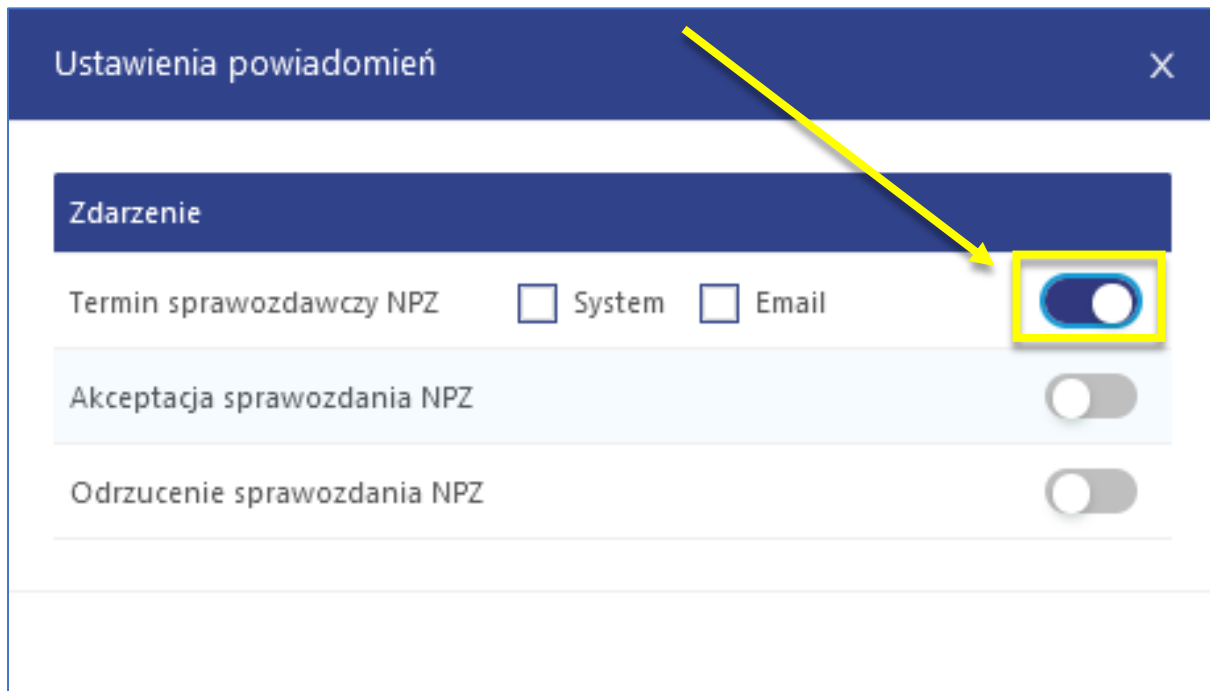 Ustawienia powiadomień
Zdarzenie
Termin sprawozdawczy NPZ System Email
Akceptacja sprawozdania NPZ
Odrzucenie sprawozdania NPZ